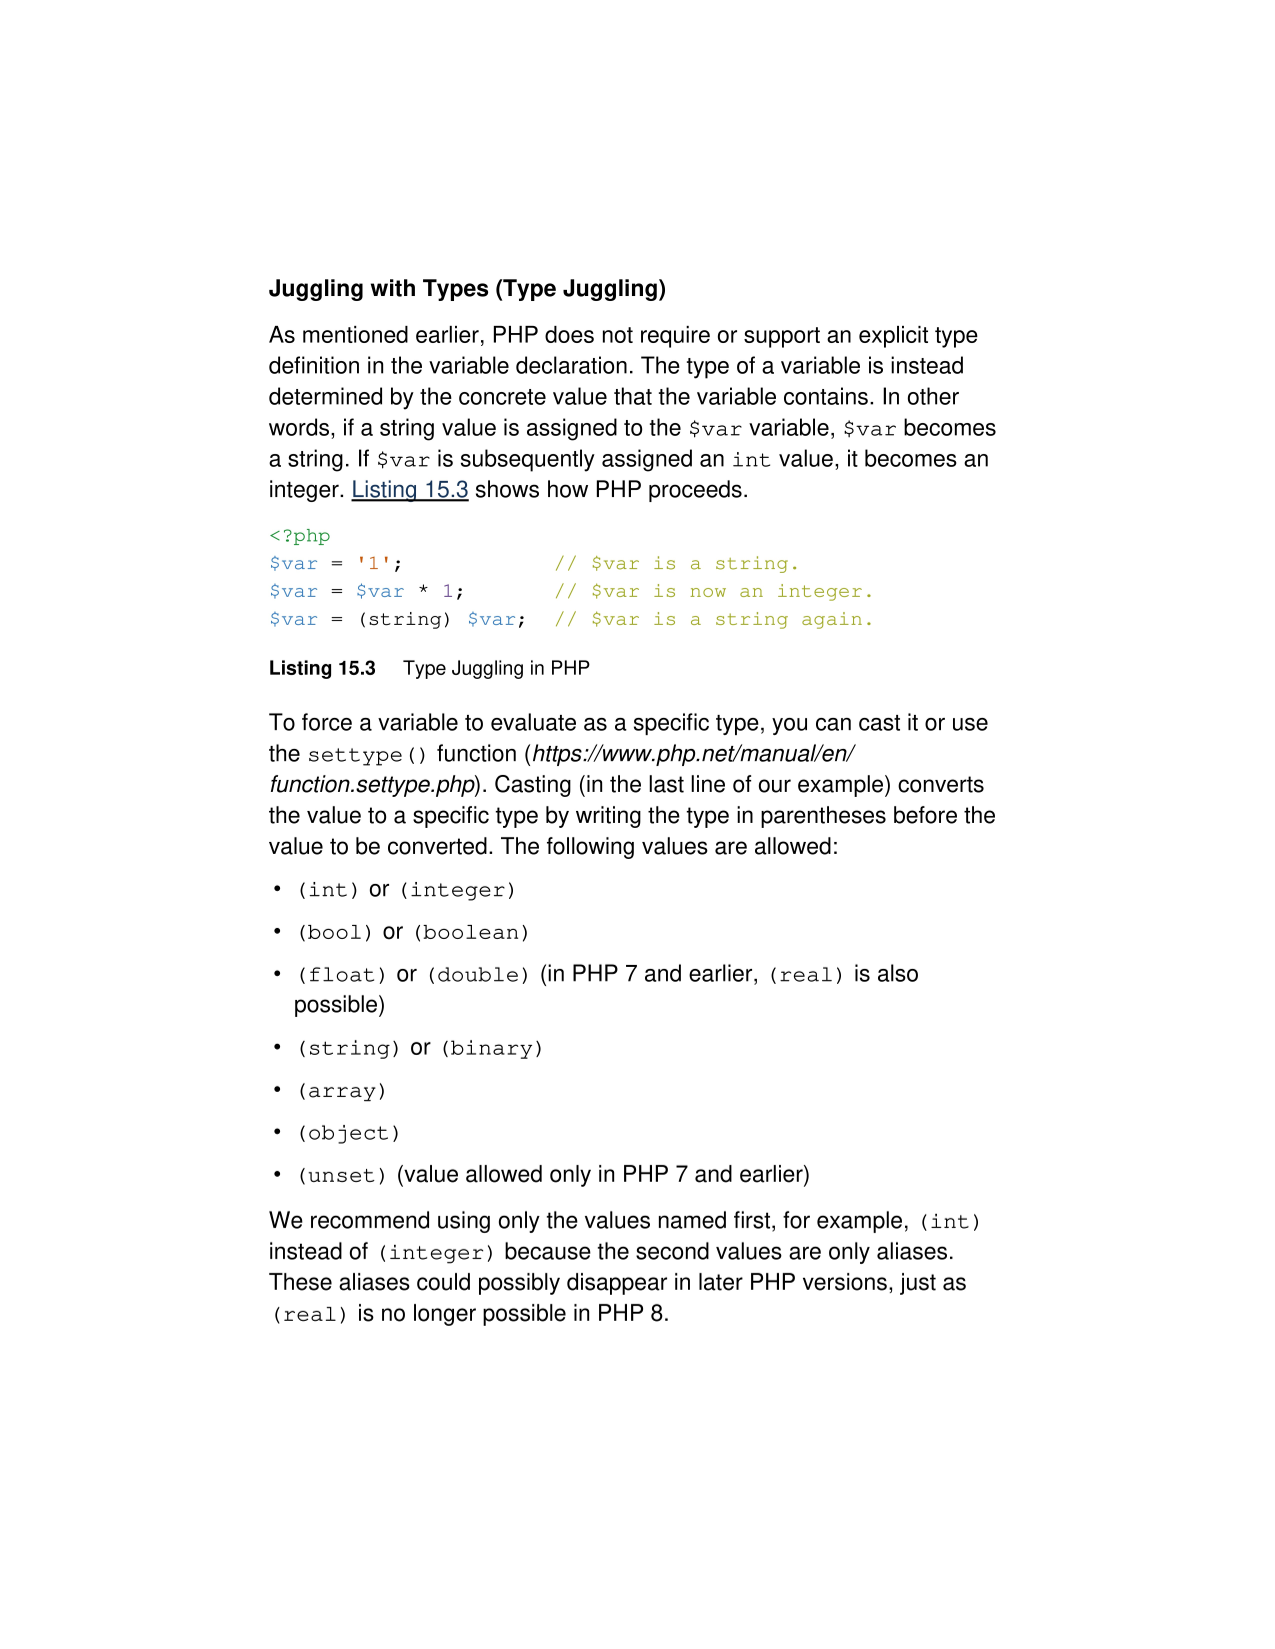 Juggling with Types (Type Juggling)
As mentioned earlier, PHP does not require or support an explicit type
definition in the variable declaration. The type of a variable is instead
determined by the concrete value that the variable contains. In other
words, if a string value is assigned to the $var variable, $var becomes
a string. If $var is subsequently assigned an int value, it becomes an
integer. Listing 15.3 shows how PHP proceeds.
<?php
$var = '1';            // $var is a string.
$var = $var * 1;       // $var is now an integer.
$var = (string) $var;  // $var is a string again.
Listing 15.3 Type Juggling in PHP
To force a variable to evaluate as a specific type, you can cast it or use
the settype() function (https://www.php.net/manual/en/
function.settype.php). Casting (in the last line of our example) converts
the value to a specific type by writing the type in parentheses before the
value to be converted. The following values are allowed:
• (int) or (integer)
• (bool) or (boolean)
• (float) or (double) (in PHP 7 and earlier, (real) is also
possible)
• (string) or (binary)
• (array)
• (object)
• (unset) (value allowed only in PHP 7 and earlier)
We recommend using only the values named first, for example, (int)
instead of (integer) because the second values are only aliases.
These aliases could possibly disappear in later PHP versions, just as
(real) is no longer possible in PHP 8.